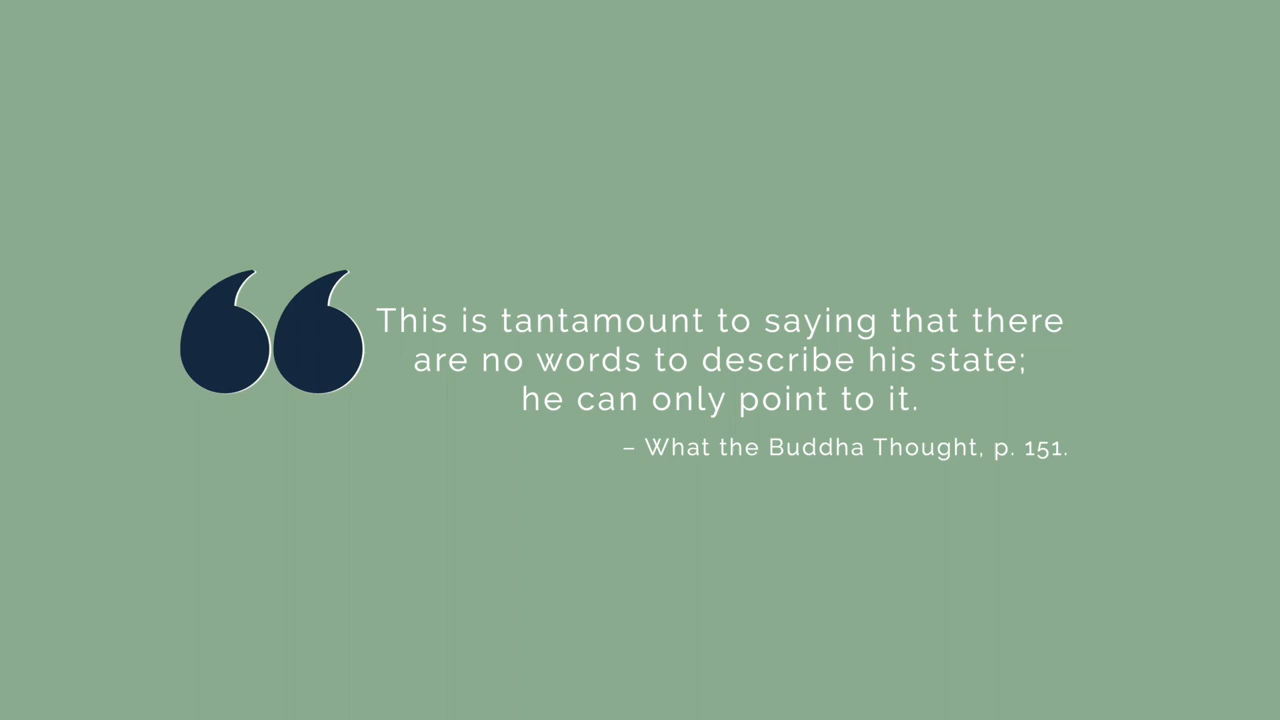 This is tantamount to saying that there
are no words to describe his state;
he can only point to it.
– What the Buddha Thought, p. 151.